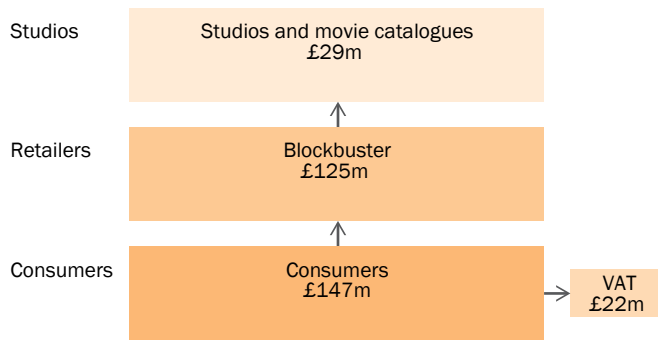 Studios
Studios and movie catalogues
£29m
Retailers
Blockbuster
£125m
Consumers
Consumers
£147m
VAT
£22m